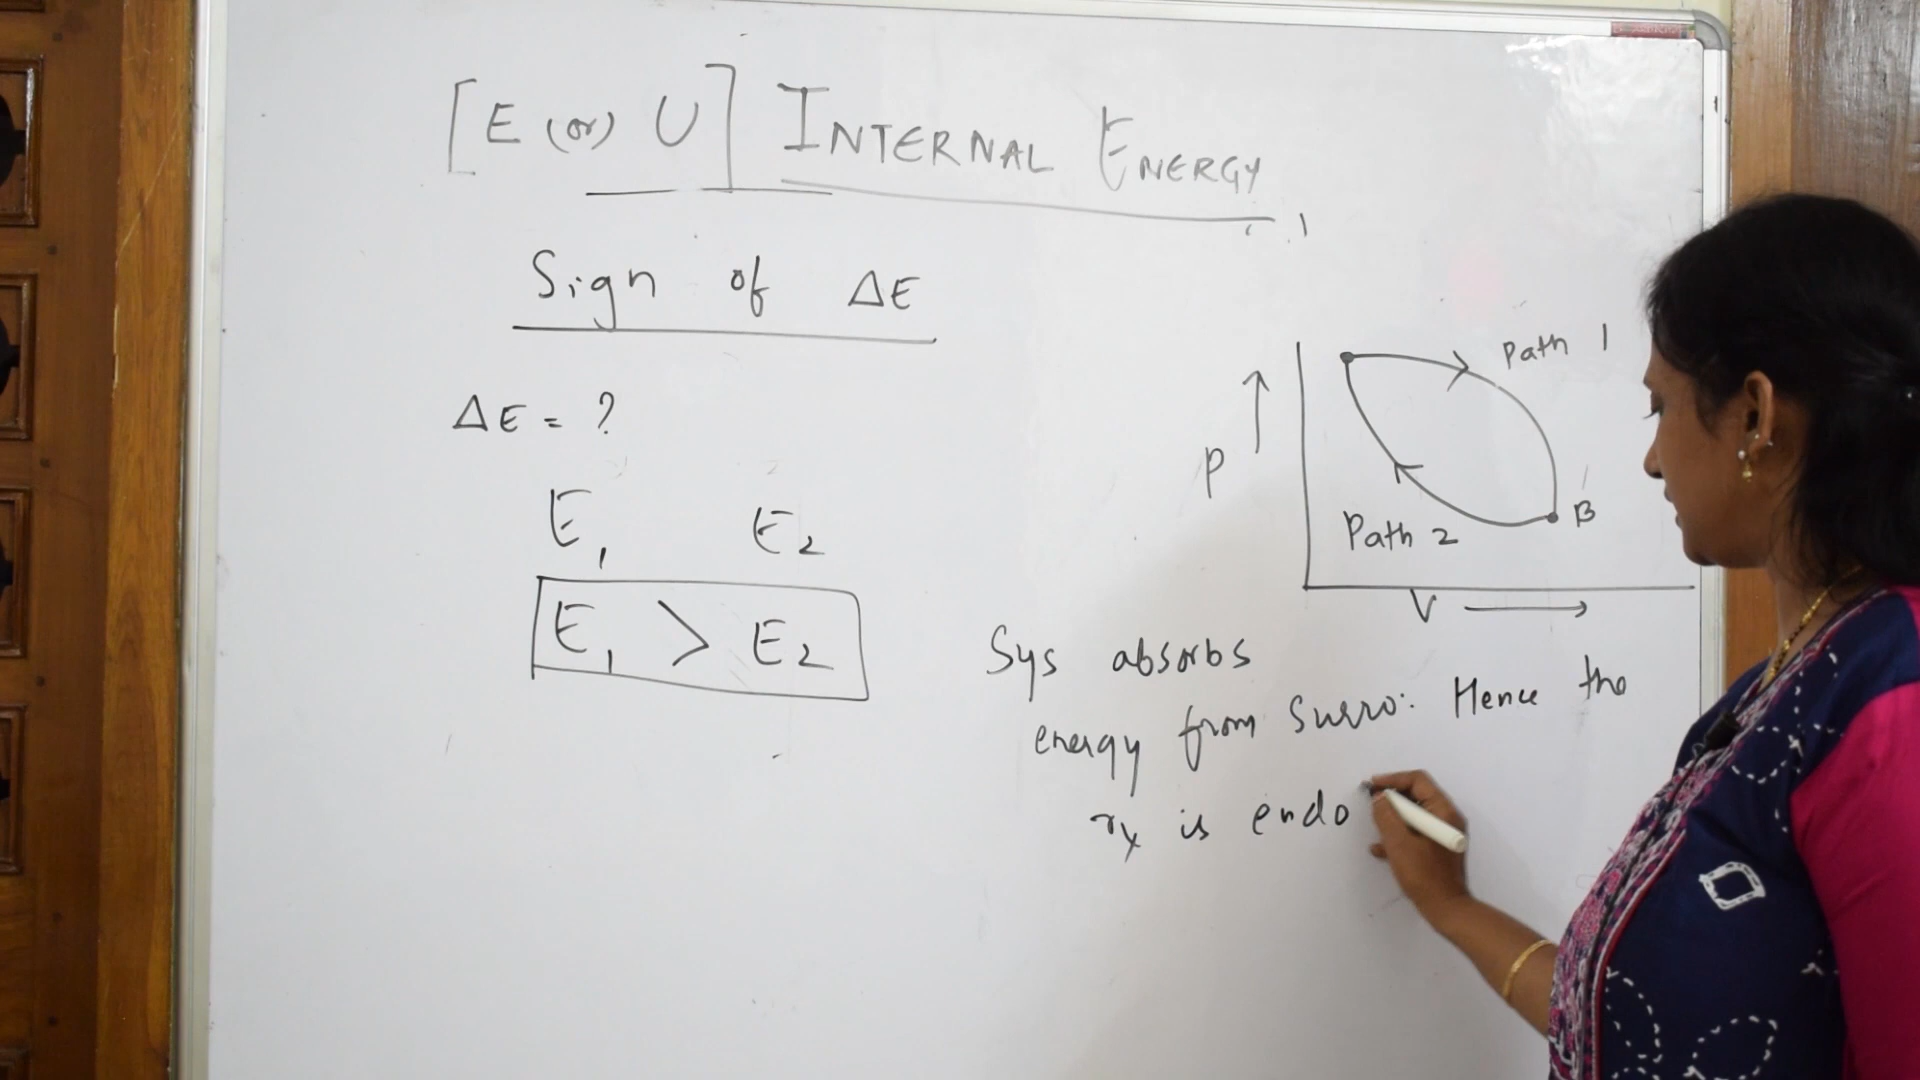 [E (or) U] INTERNAL ENERGY
Sign of ΔE
ΔE = ?
E₁ E₂
E₁ > E₂
Path 1
P
Path 2
B
V
Sys absorbs
energy from Surro: Hence the
rx is endo